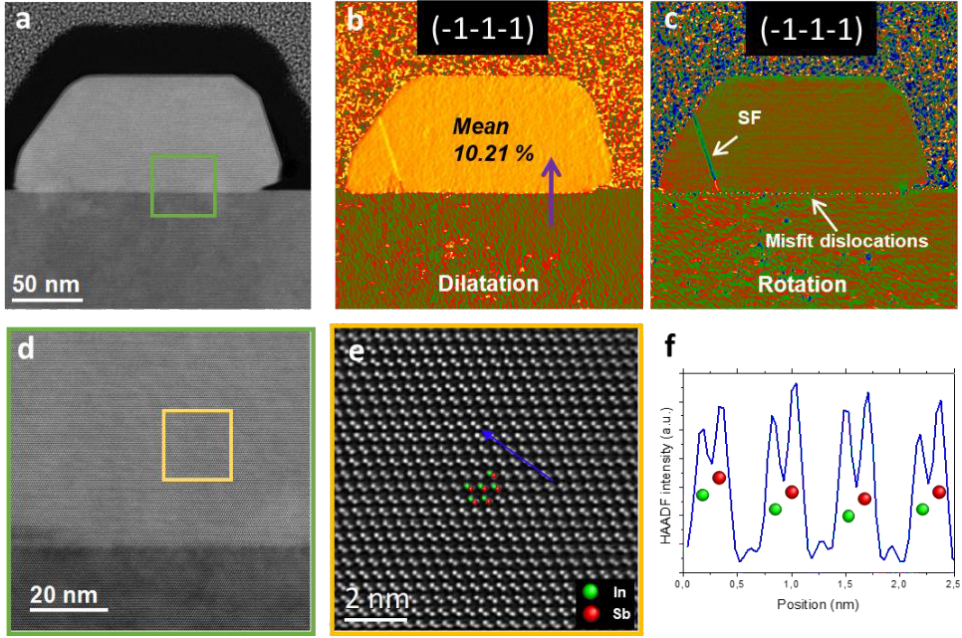 a
50 nm
b
(-1-1-1)
Mean
10.21 %
Dilatation
c
(-1-1-1)
SF
Misfit dislocations
Rotation
d
20 nm
e
2 nm
In
Sb
f
HAADF intensity (a.u.)
0,0 0,5 1,0 1,5 2,0 2,5
Position (nm)